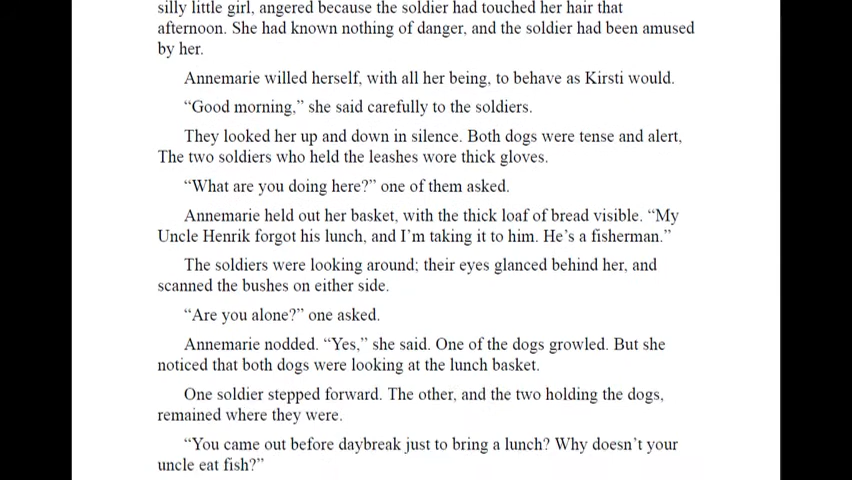 silly little girl, angered because the soldier had touched her hair that
afternoon. She had known nothing of danger, and the soldier had been amused
by her.
Annemarie willed herself, with all her being, to behave as Kirsti would.
“Good morning,” she said carefully to the soldiers.
They looked her up and down in silence. Both dogs were tense and alert,
The two soldiers who held the leashes wore thick gloves.
“What are you doing here?” one of them asked.
Annemarie held out her basket, with the thick loaf of bread visible. “My
Uncle Henrik forgot his lunch, and I’m taking it to him. He’s a fisherman.”
The soldiers were looking around; their eyes glanced behind her, and
scanned the bushes on either side.
“Are you alone?” one asked.
Annemarie nodded. “Yes,” she said. One of the dogs growled. But she
noticed that both dogs were looking at the lunch basket.
One soldier stepped forward. The other, and the two holding the dogs,
remained where they were.
“You came out before daybreak just to bring a lunch? Why doesn’t your
uncle eat fish?”